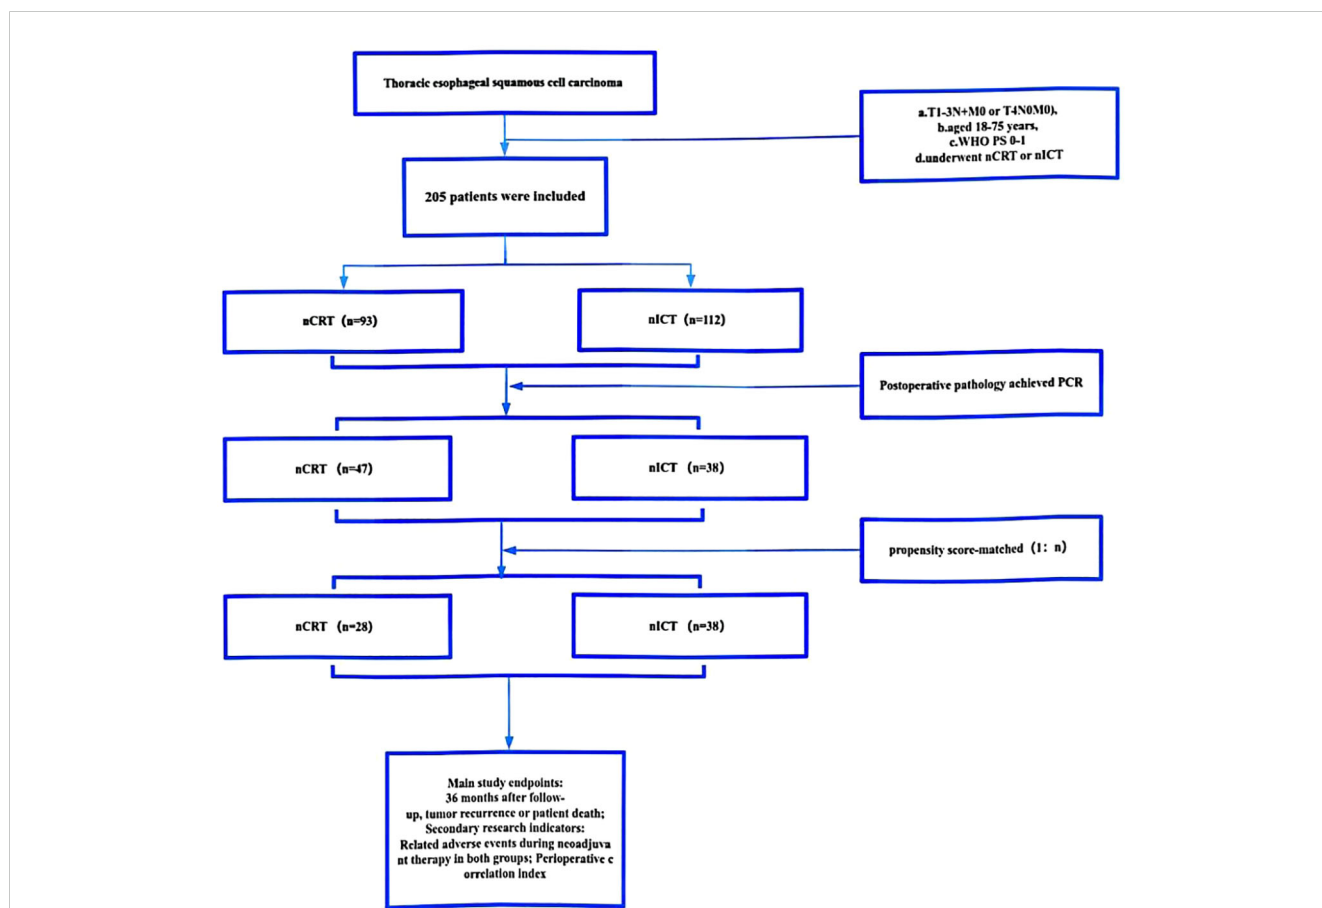 Thoracic esophageal squamous cell carcinoma
a.T1-3N+M0 or T4N0M0),
b.aged 18-75 years,
c.WHO PS 0-1
d.underwent nCRT or nICT
205 patients were included
nCRT (n=93)
nICT (n=112)
Postoperative pathology achieved PCR
nCRT (n=47)
nICT (n=38)
propensity score-matched (1: n)
nCRT (n=28)
nICT (n=38)
Main study endpoints:
36 months after follow-
up, tumor recurrence or patient death;
Secondary research indicators:
Related adverse events during neoadjuva
nt therapy in both groups; Perioperative c
orrelation index